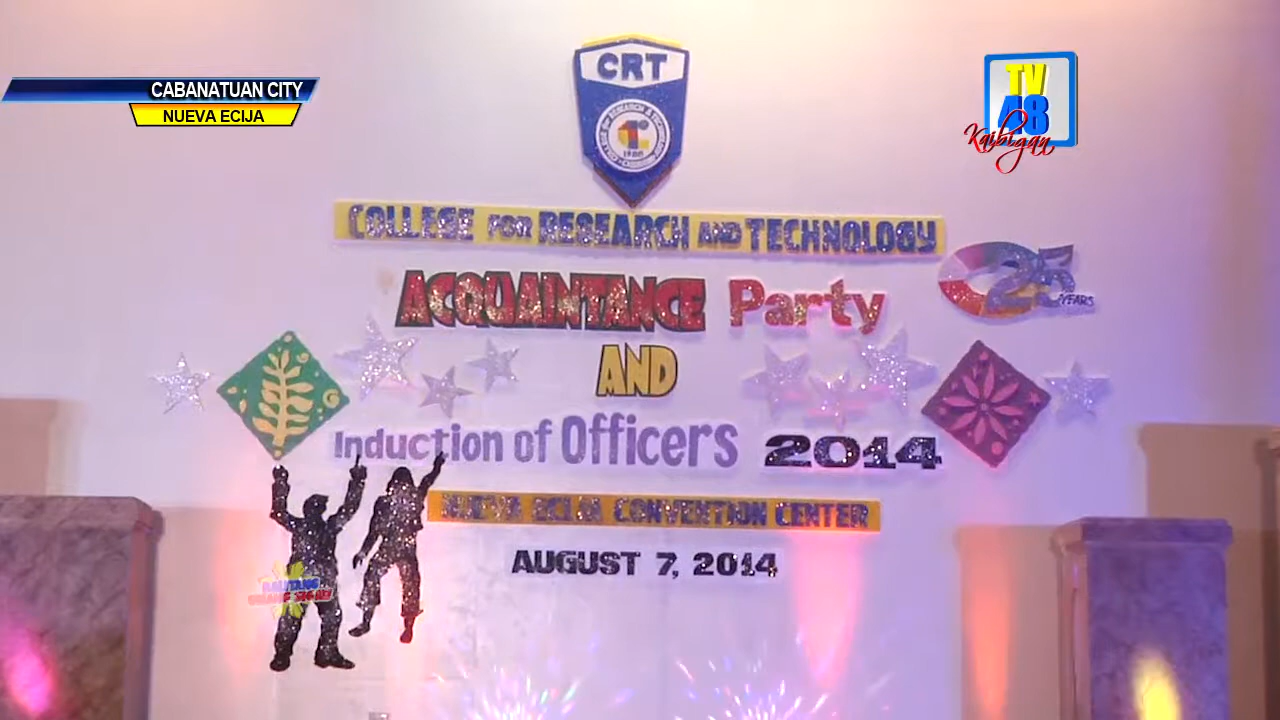 CABANATUAN CITY
NUEVA ECIJA
TV
48
Kaibigan
CRT
COLLEGE FOR RESEARCH AND TECHNOLOGY
25
YEARS
ACQUAINTANCE Party
AND
Induction of Officers 2014
NUEVA ECIJA CONVENTION CENTER
AUGUST 7, 2014